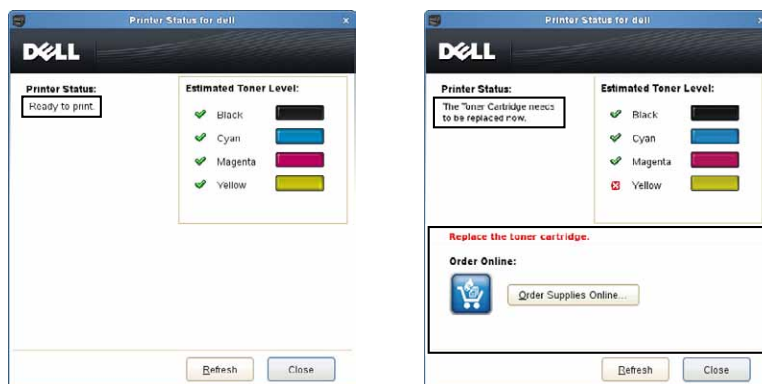 Printer Status for dell
DELL
Printer Status:
Ready to print.
Estimated Toner Level:
Black
Cyan
Magenta
Yellow
Refresh
Close
Printer Status for dell
DELL
Printer Status:
The Toner Cartridge needs
to be replaced now.
Estimated Toner Level:
Black
Cyan
Magenta
Yellow
Replace the toner cartridge.
Order Online:
Order Supplies Online...
Refresh
Close